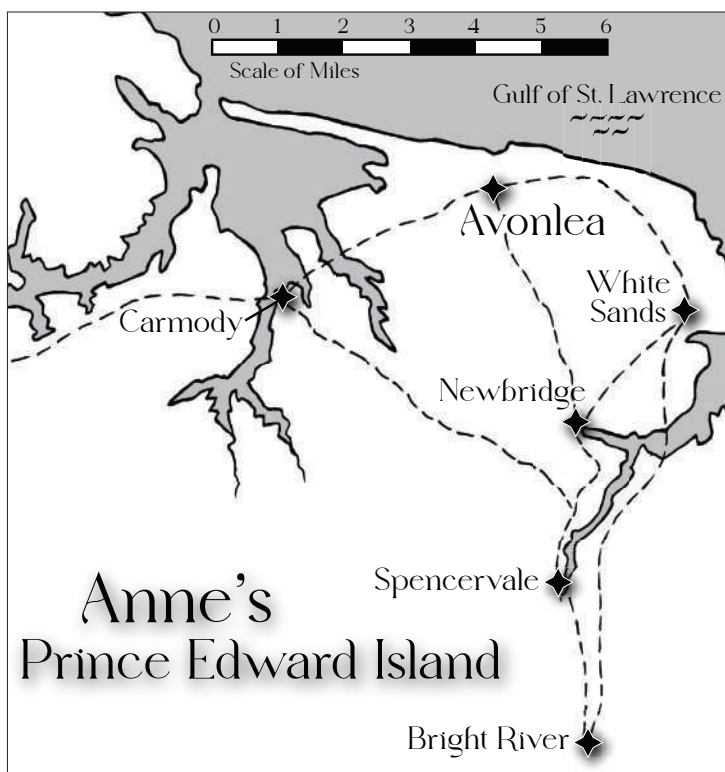 0 1 2 3 4 5 6
Scale of Miles
Gulf of St. Lawrence
Avonlea
White
Sands
Carmody
Newbridge
Spencervale
Anne's
Prince Edward Island
Bright River